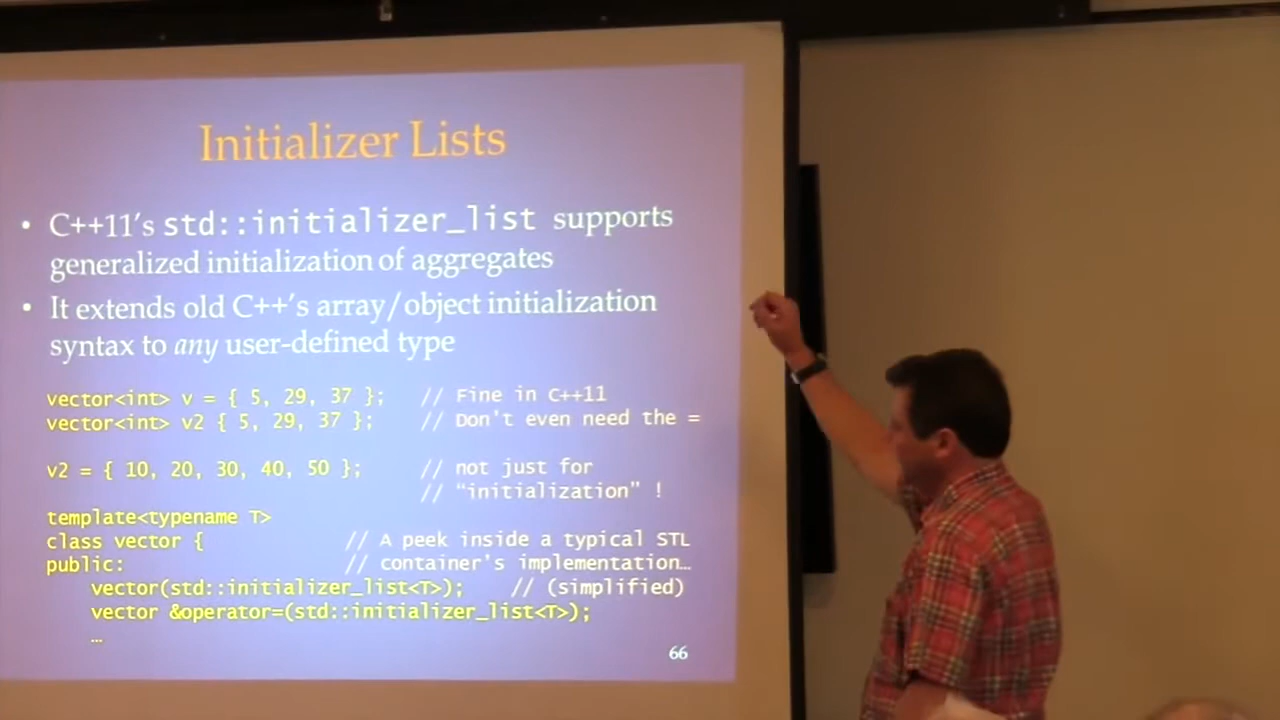 Initializer Lists
• C++11's std::initializer_list supports
generalized initialization of aggregates
• It extends old C++'s array/object initialization
syntax to any user-defined type
vector<int> v = { 5, 29, 37 }; // Fine in C++11
vector<int> v2 { 5, 29, 37 }; // Don't even need the =
v2 = { 10, 20, 30, 40, 50 }; // not just for
// “initialization” !
template<typename T>
class vector { // A peek inside a typical STL
public: // container's implementation…
vector(std::initializer_list<T>); // (simplified)
vector &operator=(std::initializer_list<T>);
…
66